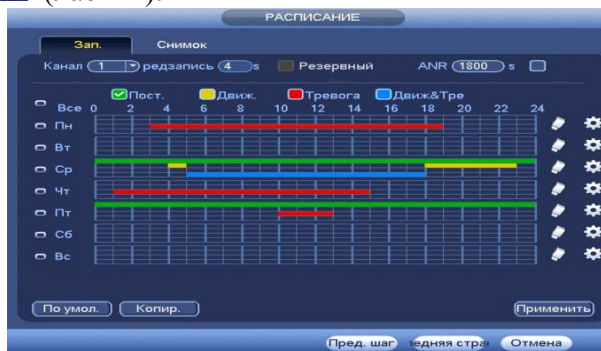 РАСПИСАНИЕ
Зап. Снимок
Канал 1 редзапись 4 s Резервный ANR 1800 s
Пост. Движ. Тревога Движ&Тре
Все 0 2 4 6 8 10 12 14 16 18 20 22 24
Пн
Вт
Ср
Чт
Пт
Сб
Вс
По умол. Копир. Применить
Пред. шаг едняя стра Отмена